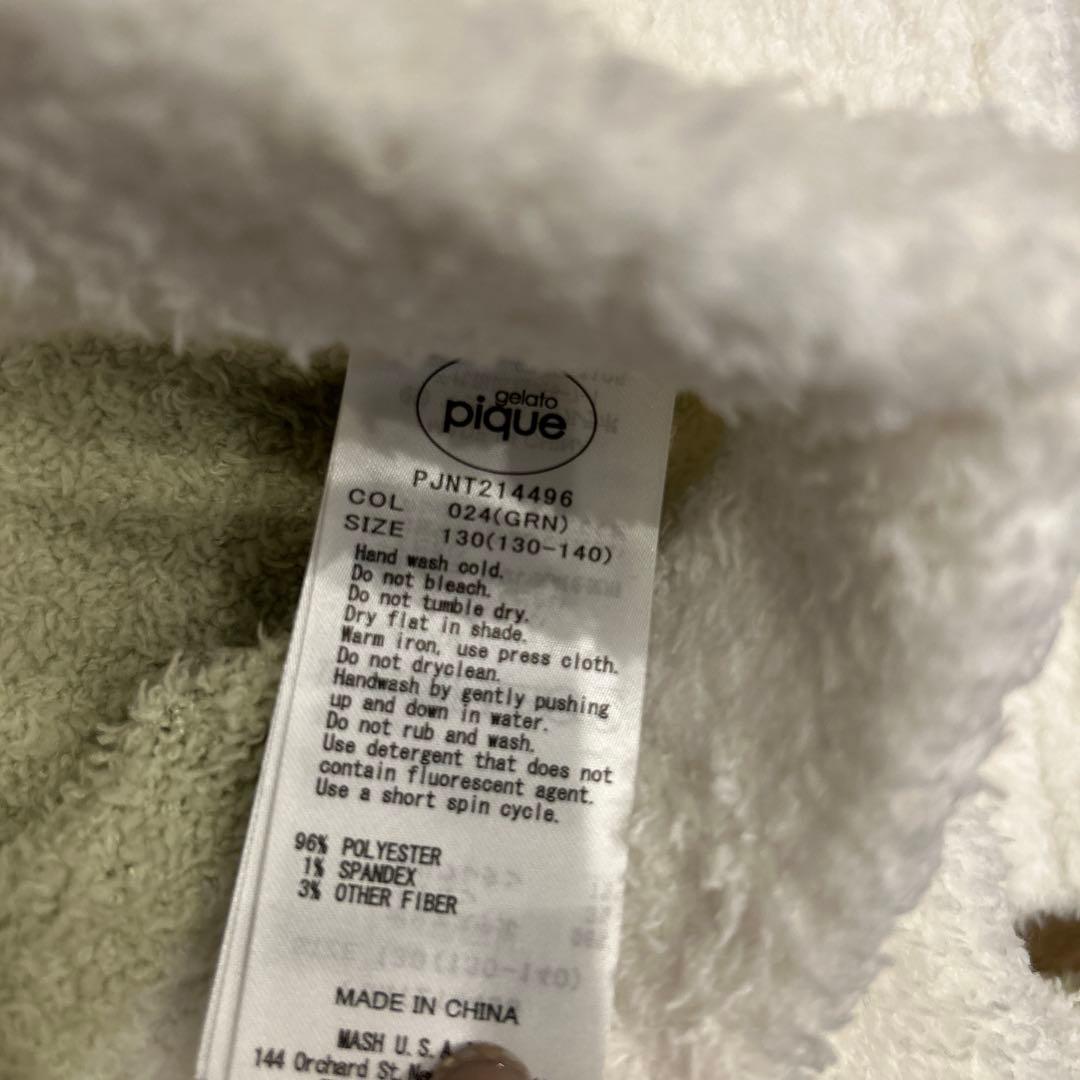 gelato
pique
PJNT214496
COL 024(GRN)
SIZE 130(130-140)
Hand wash cold.
Do not bleach.
Do not tumble dry.
Dry flat in shade.
Warm iron, use press cloth.
Do not dryclean.
Handwash by gently pushing
up and down in water.
Do not rub and wash.
Use detergent that does not
contain fluorescent agent.
Use a short spin cycle.
96% POLYESTER
1% SPANDEX
3% OTHER FIBER
MADE IN CHINA
MASH U.S.A
144 Orchard St.